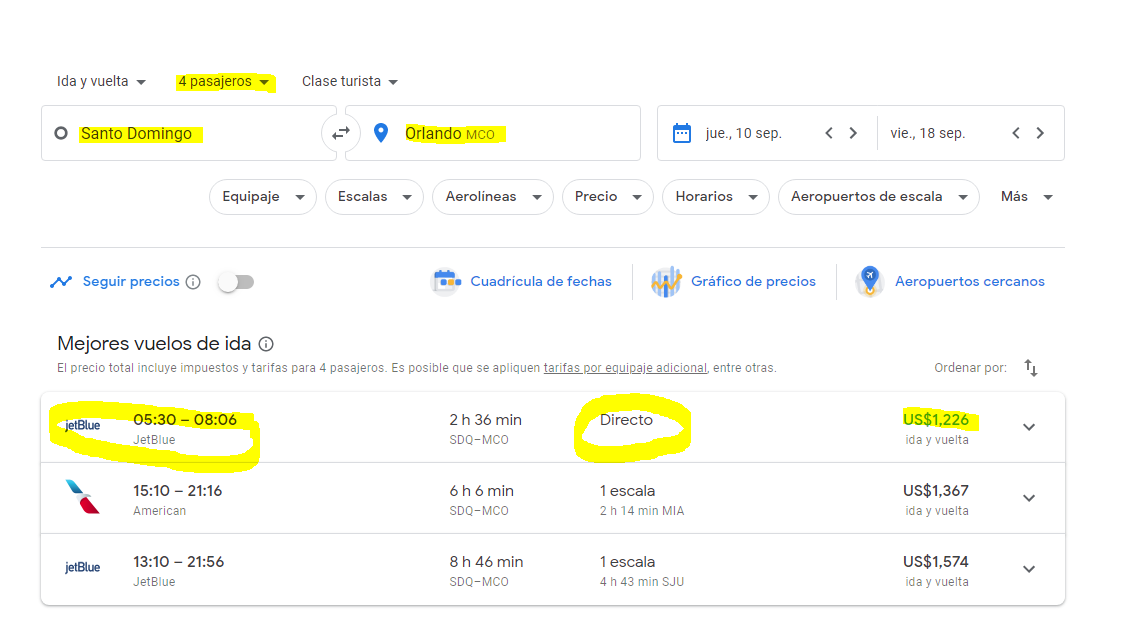 Ida y vuelta 4 pasajeros Clase turista
Santo Domingo Orlando MCO jue., 10 sep. vie., 18 sep.
Equipaje Escalas Aerolíneas Precio Horarios Aeropuertos de escala Más
Seguir precios Cuadrícula de fechas Gráfico de precios Aeropuertos cercanos
Mejores vuelos de ida
El precio total incluye impuestos y tarifas para 4 pasajeros. Es posible que se apliquen tarifas por equipaje adicional, entre otras. Ordenar por:
jetBlue 05:30 – 08:06 2 h 36 min Directo US$1,226
JetBlue SDQ–MCO ida y vuelta
15:10 – 21:16 6 h 6 min 1 escala US$1,367
American SDQ–MCO 2 h 14 min MIA ida y vuelta
jetBlue 13:10 – 21:56 8 h 46 min 1 escala US$1,574
JetBlue SDQ–MCO 4 h 43 min SJU ida y vuelta